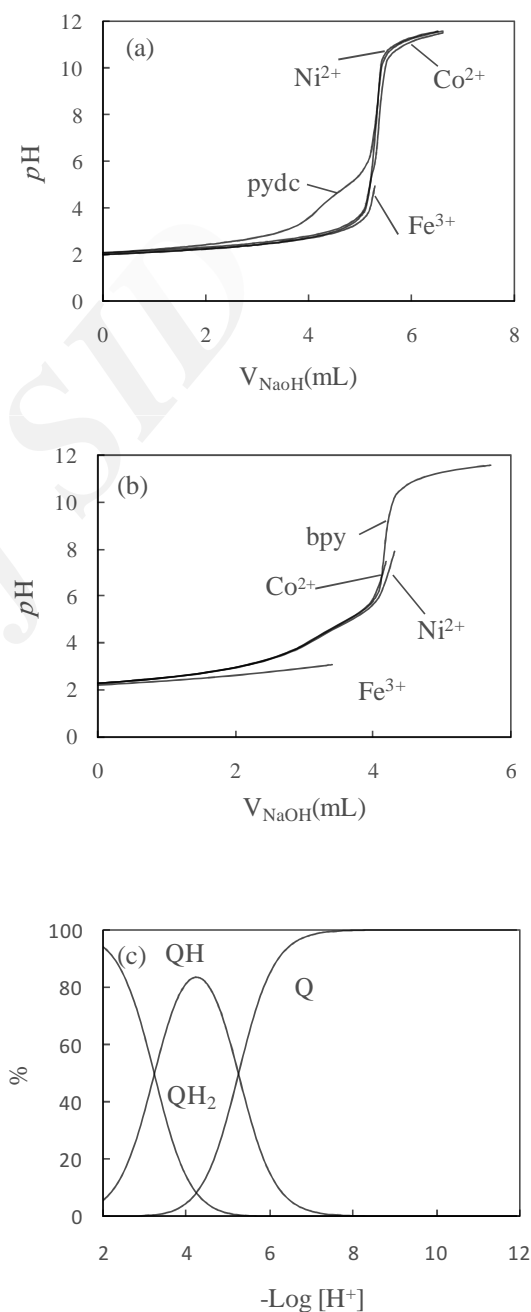 (a)
12
10
8
6
4
2
0
pH
Ni2+
Co2+
pydc
Fe3+
0 2 4 6 8
VNaoH(mL)
(b)
12
10
8
6
4
2
0
pH
bpy
Co2+
Ni2+
Fe3+
0 2 4 6
VNaOH(mL)
(c)
100
80
60
40
20
0
%
QH
Q
QH2
2 4 6 8 10 12
-Log [H+]
J SID